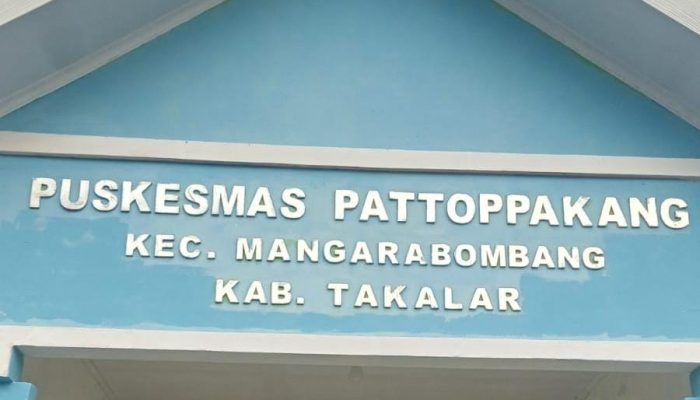 PUSKESMAS PATTOPPAKANG
KEC. MANGARABOMBANG
KAB. TAKALAR